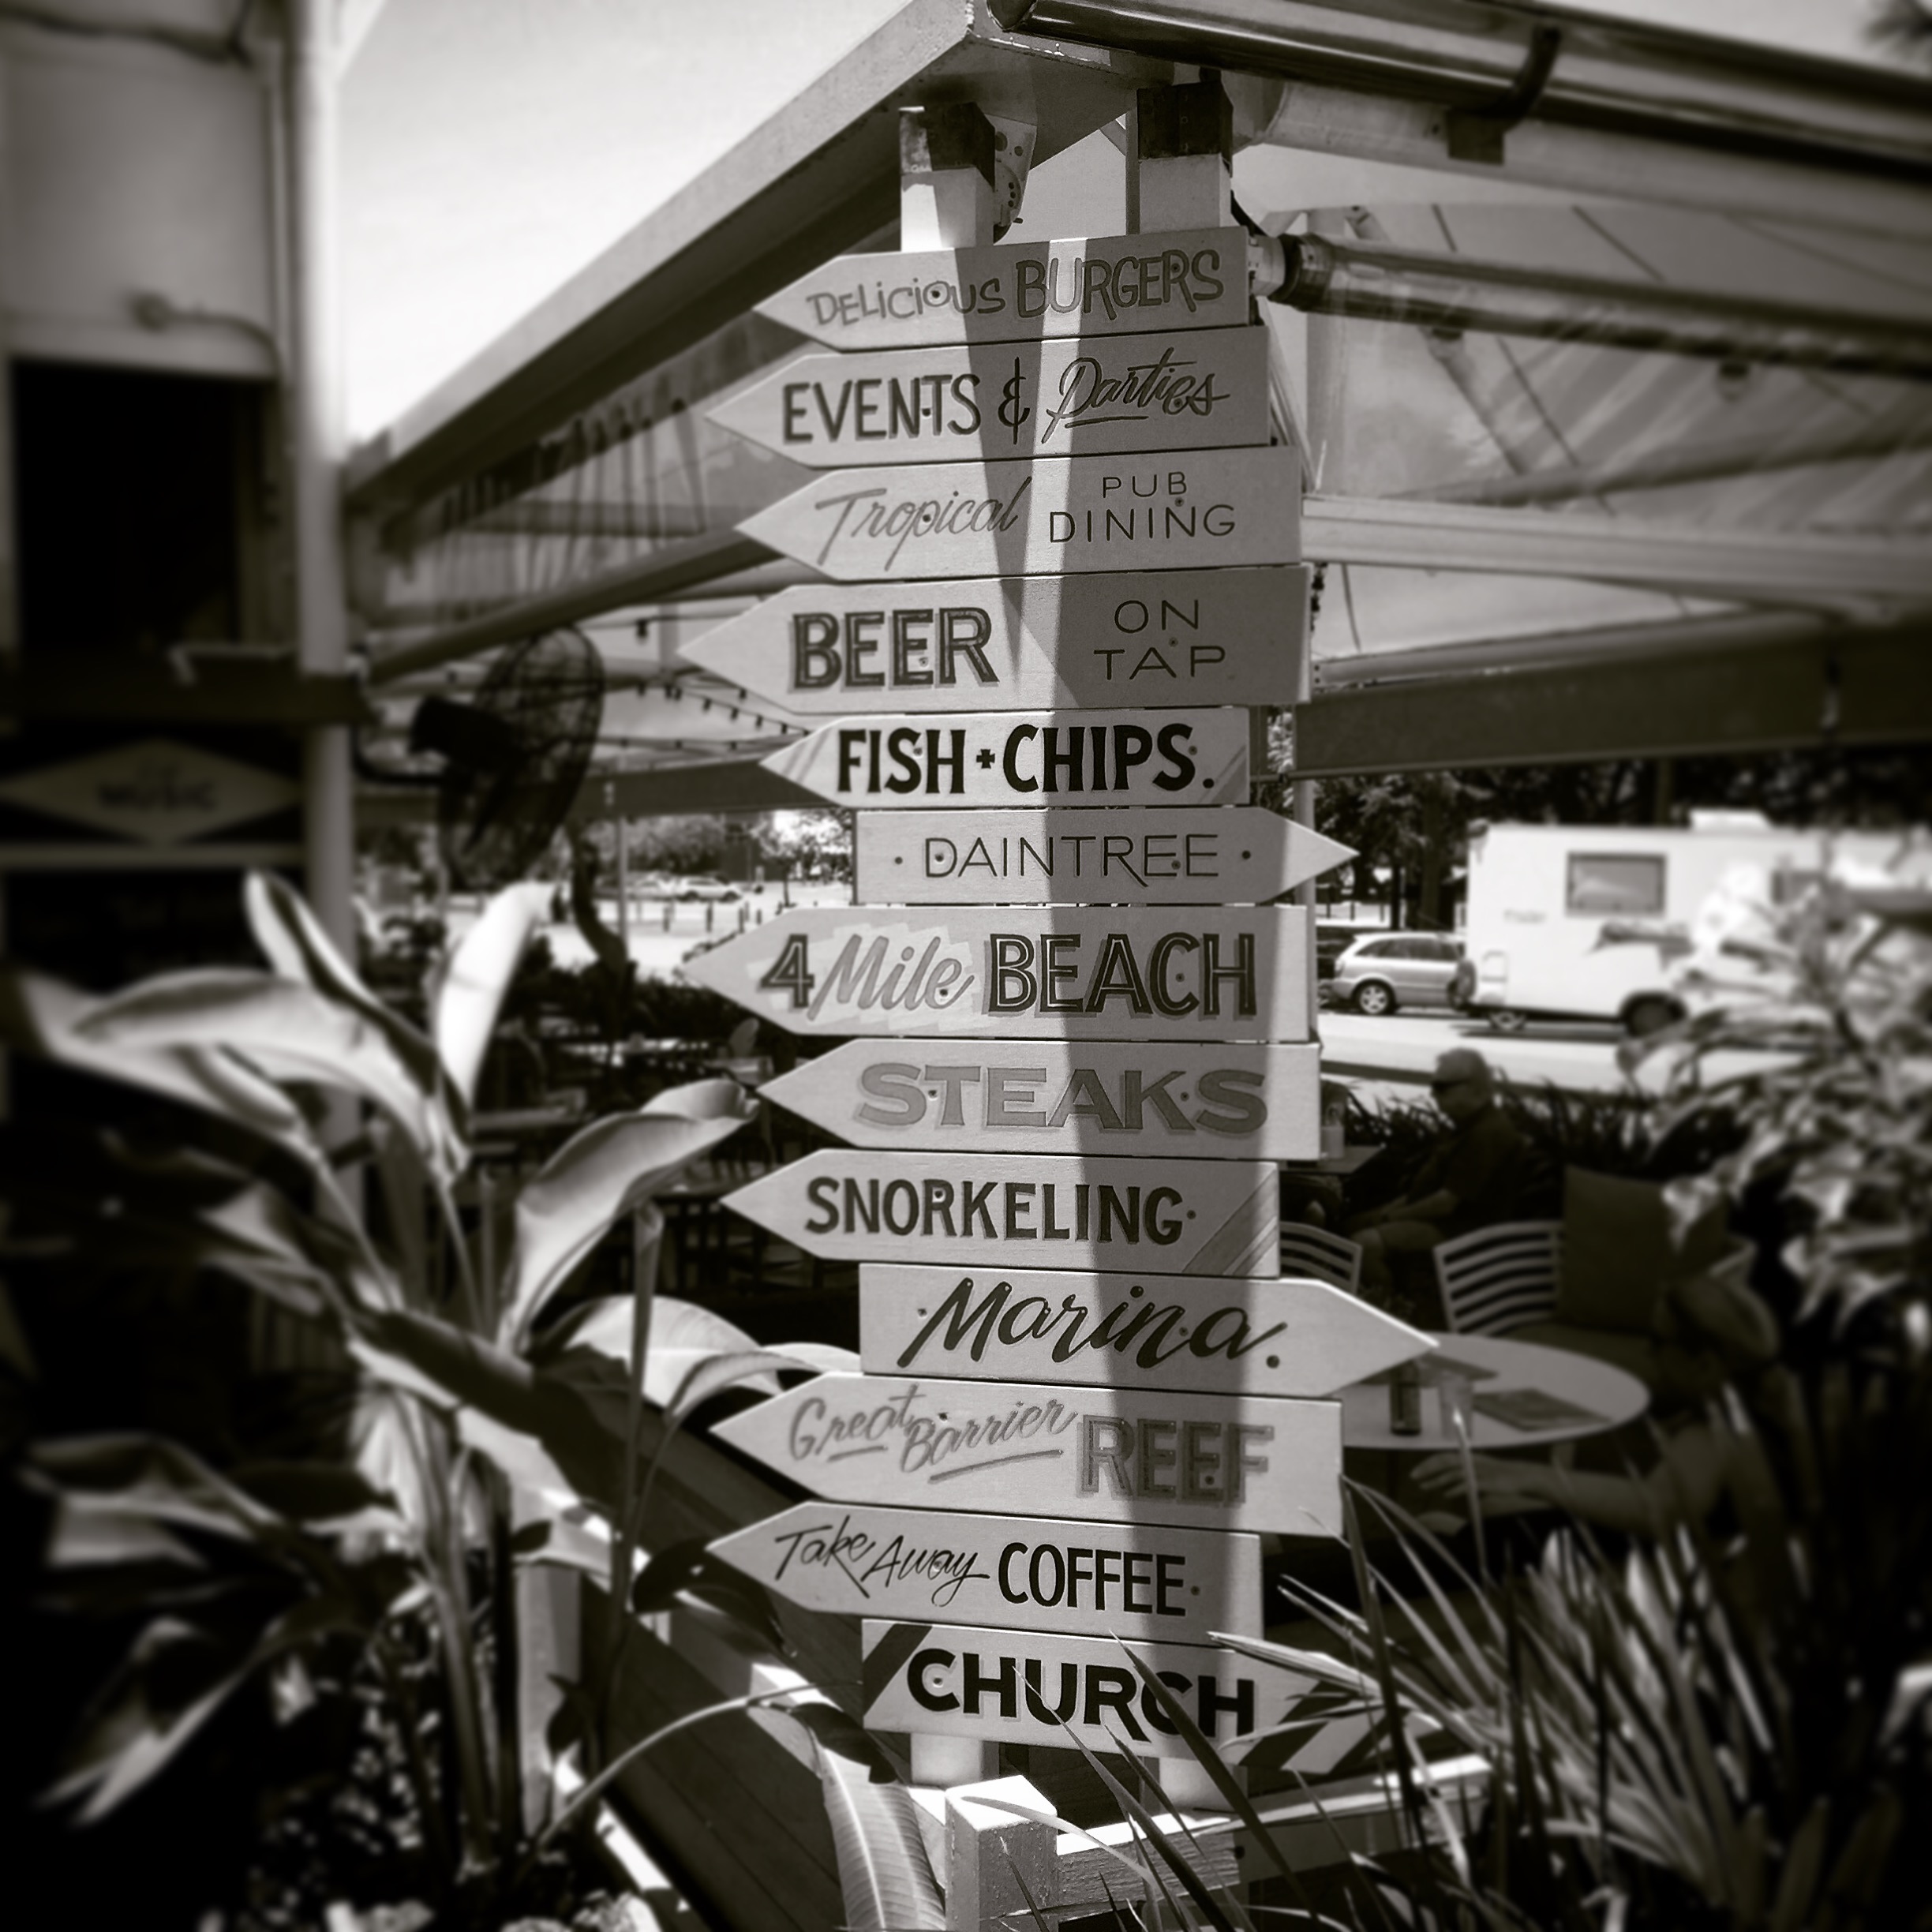 DELiCiOUS BURGERS
EVENTS & Parties
Tropical PUB DINING
BEER ON TAP
FISH + CHIPS.
· DAINTREE ·
4 Mile BEACH
STEAKS
SNORKELING
Marina.
Great Barrier REEF
Take Away COFFEE
CHURCH
MUSIC